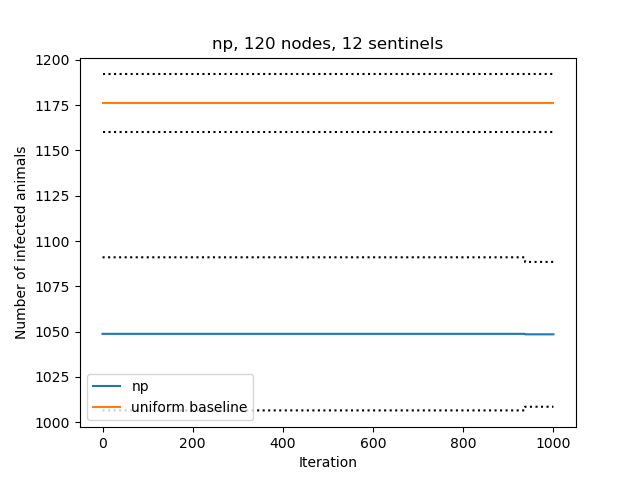 np, 120 nodes, 12 sentinels
Number of infected animals
1200
1175
1150
1125
1100
1075
1050
1025
1000
np
uniform baseline
0 200 400 600 800 1000
Iteration